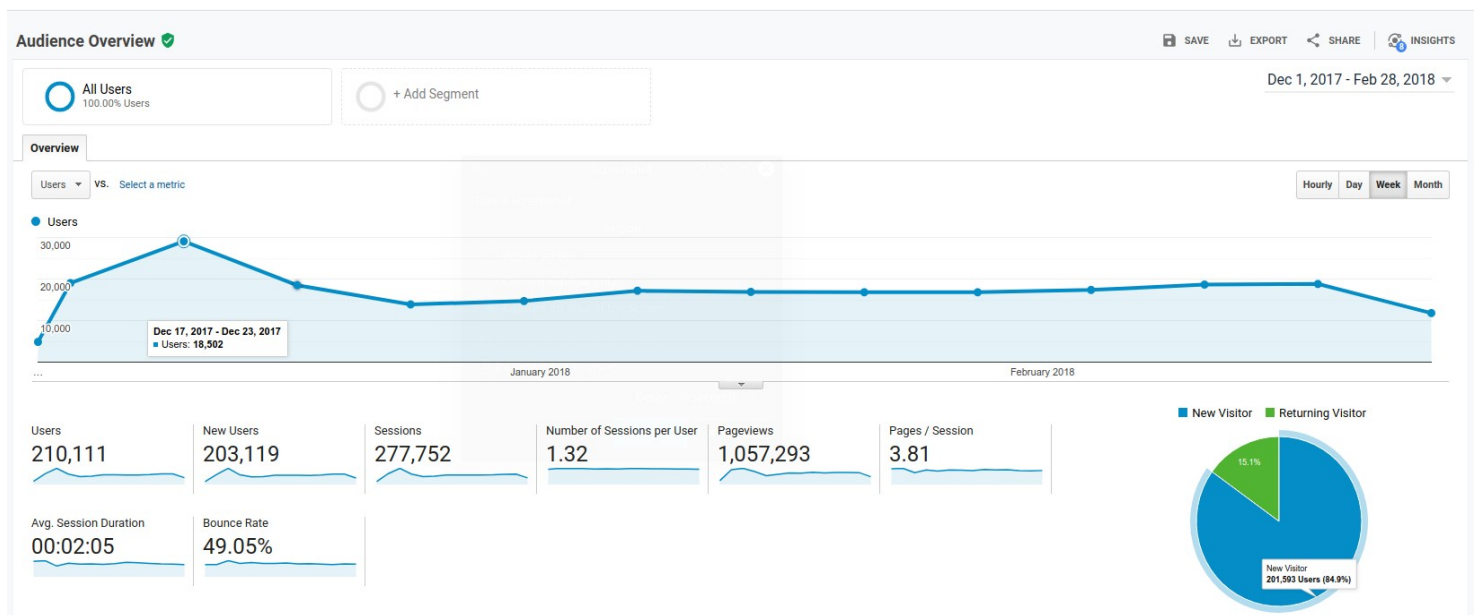 Audience Overview
SAVE EXPORT SHARE 8 INSIGHTS
All Users
100.00% Users
+ Add Segment
Dec 1, 2017 - Feb 28, 2018
Overview
Users VS. Select a metric
Hourly Day Week Month
Users
30,000
20,000
10,000
Dec 17, 2017 - Dec 23, 2017
Users: 18,502
... January 2018 February 2018
New Visitor Returning Visitor
Users
210,111
New Users
203,119
Sessions
277,752
Number of Sessions per User
1.32
Pageviews
1,057,293
Pages / Session
3.81
Avg. Session Duration
00:02:05
Bounce Rate
49.05%
15.1%
New Visitor
201,593 Users (84.9%)